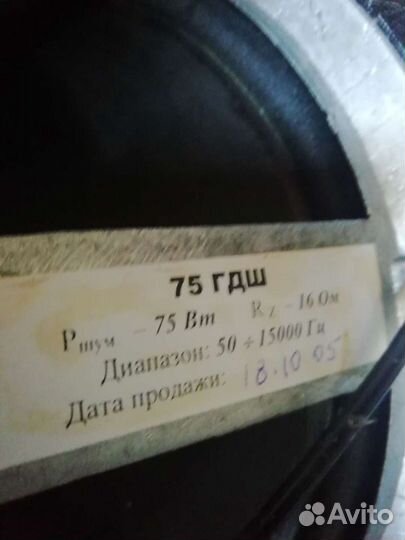 75 ГДШ
Pшум – 75 Вт RZ – 16 Ом
Диапазон: 50 ÷ 15000 Гц
Дата продажи: 18.10 05
Avito